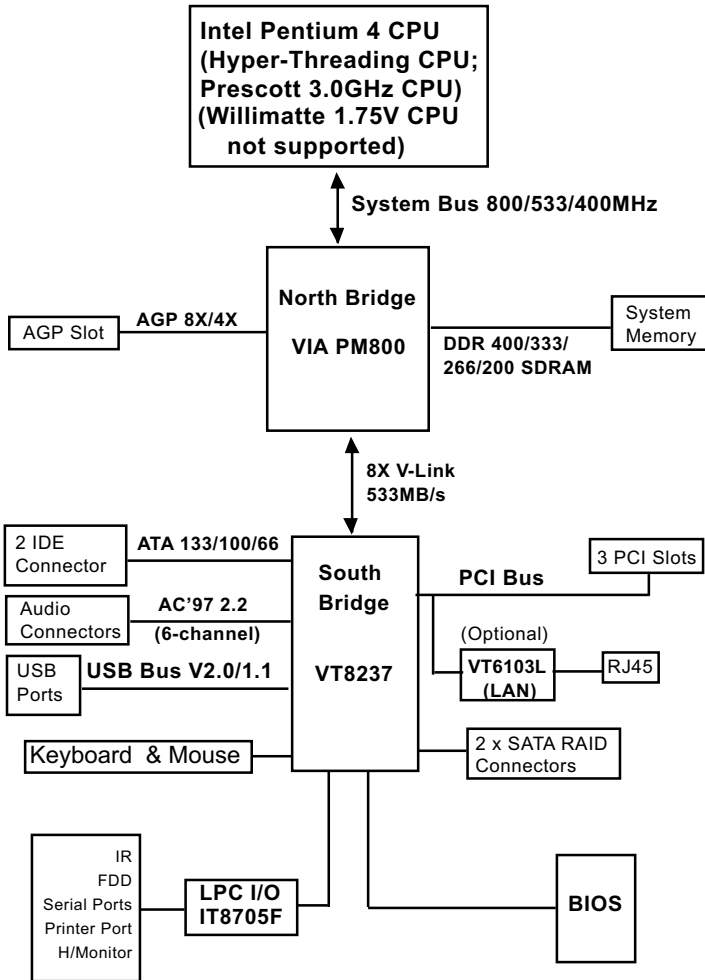 Intel Pentium 4 CPU
(Hyper-Threading CPU;
Prescott 3.0GHz CPU)
(Willimatte 1.75V CPU
not supported)
System Bus 800/533/400MHz
North Bridge
VIA PM800
AGP Slot
AGP 8X/4X
DDR 400/333/
266/200 SDRAM
System
Memory
8X V-Link
533MB/s
2 IDE
Connector
ATA 133/100/66
South
Bridge
VT8237
PCI Bus
3 PCI Slots
Audio
Connectors
AC'97 2.2
(6-channel)
(Optional)
VT6103L
(LAN)
RJ45
USB
Ports
USB Bus V2.0/1.1
Keyboard & Mouse
2 x SATA RAID
Connectors
IR
FDD
Serial Ports
Printer Port
H/Monitor
LPC I/O
IT8705F
BIOS